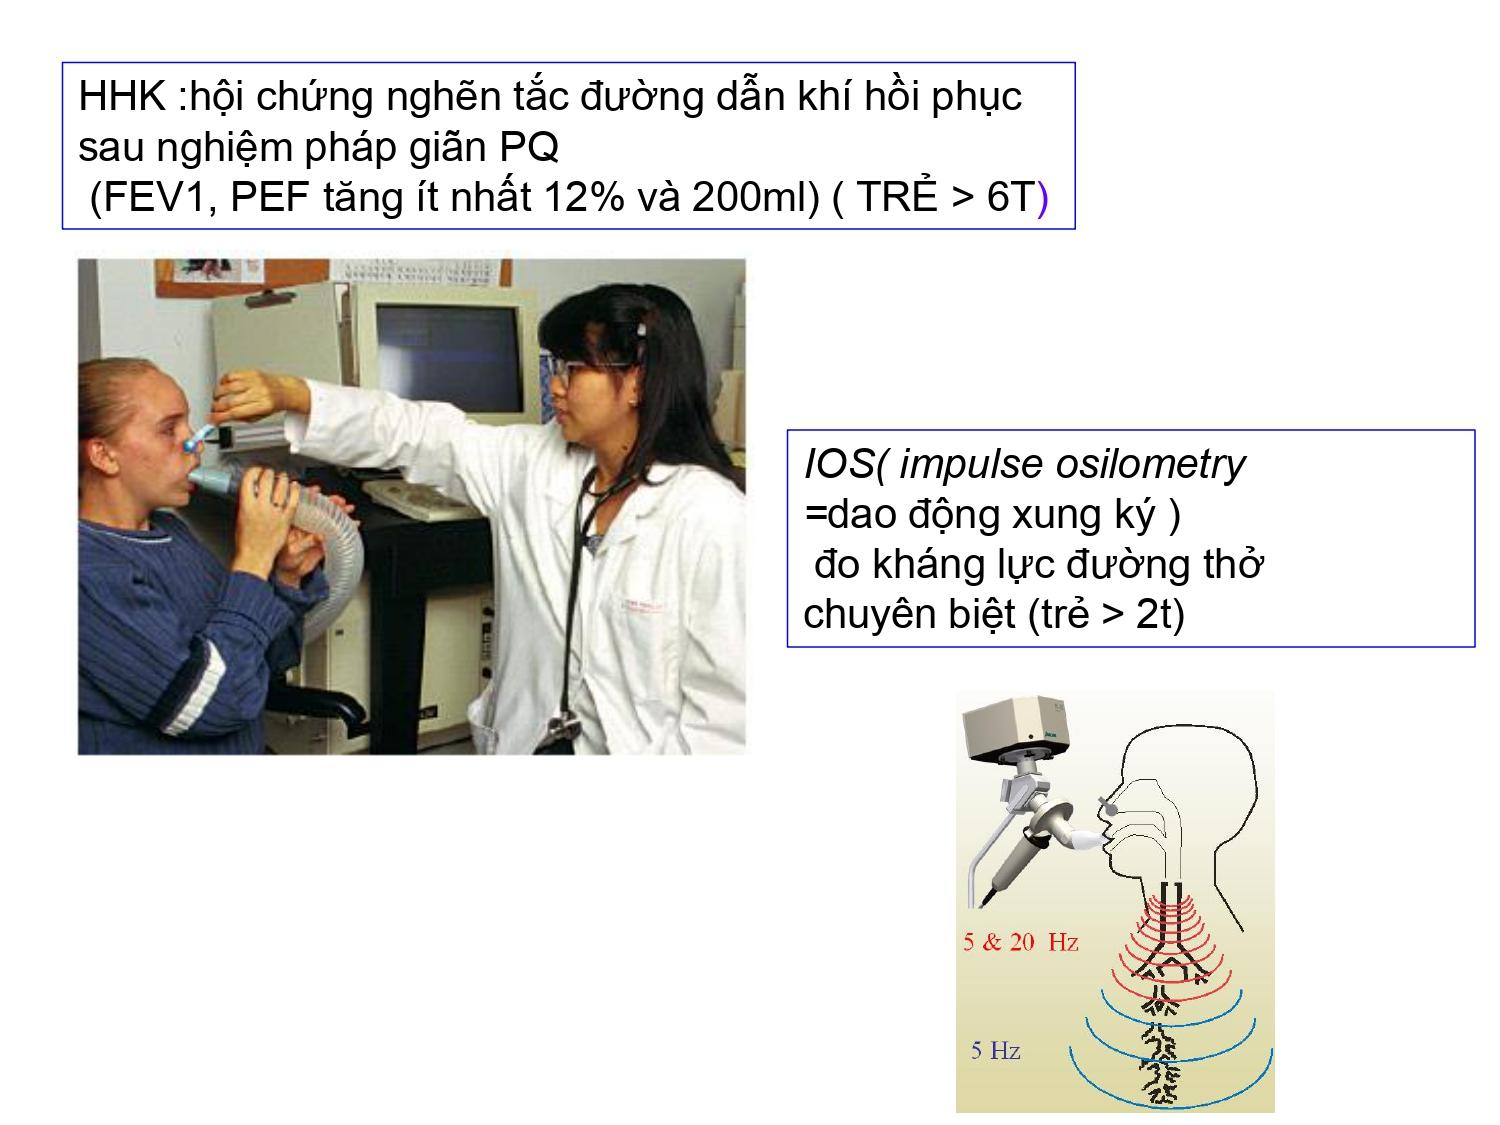 HHK :hội chứng nghẽn tắc đường dẫn khí hồi phục
sau nghiệm pháp giãn PQ
(FEV1, PEF tăng ít nhất 12% và 200ml) ( TRẺ > 6T)
IOS( impulse osilometry
=dao động xung ký )
đo kháng lực đường thở
chuyên biệt (trẻ > 2t)
5 & 20 Hz
5 Hz